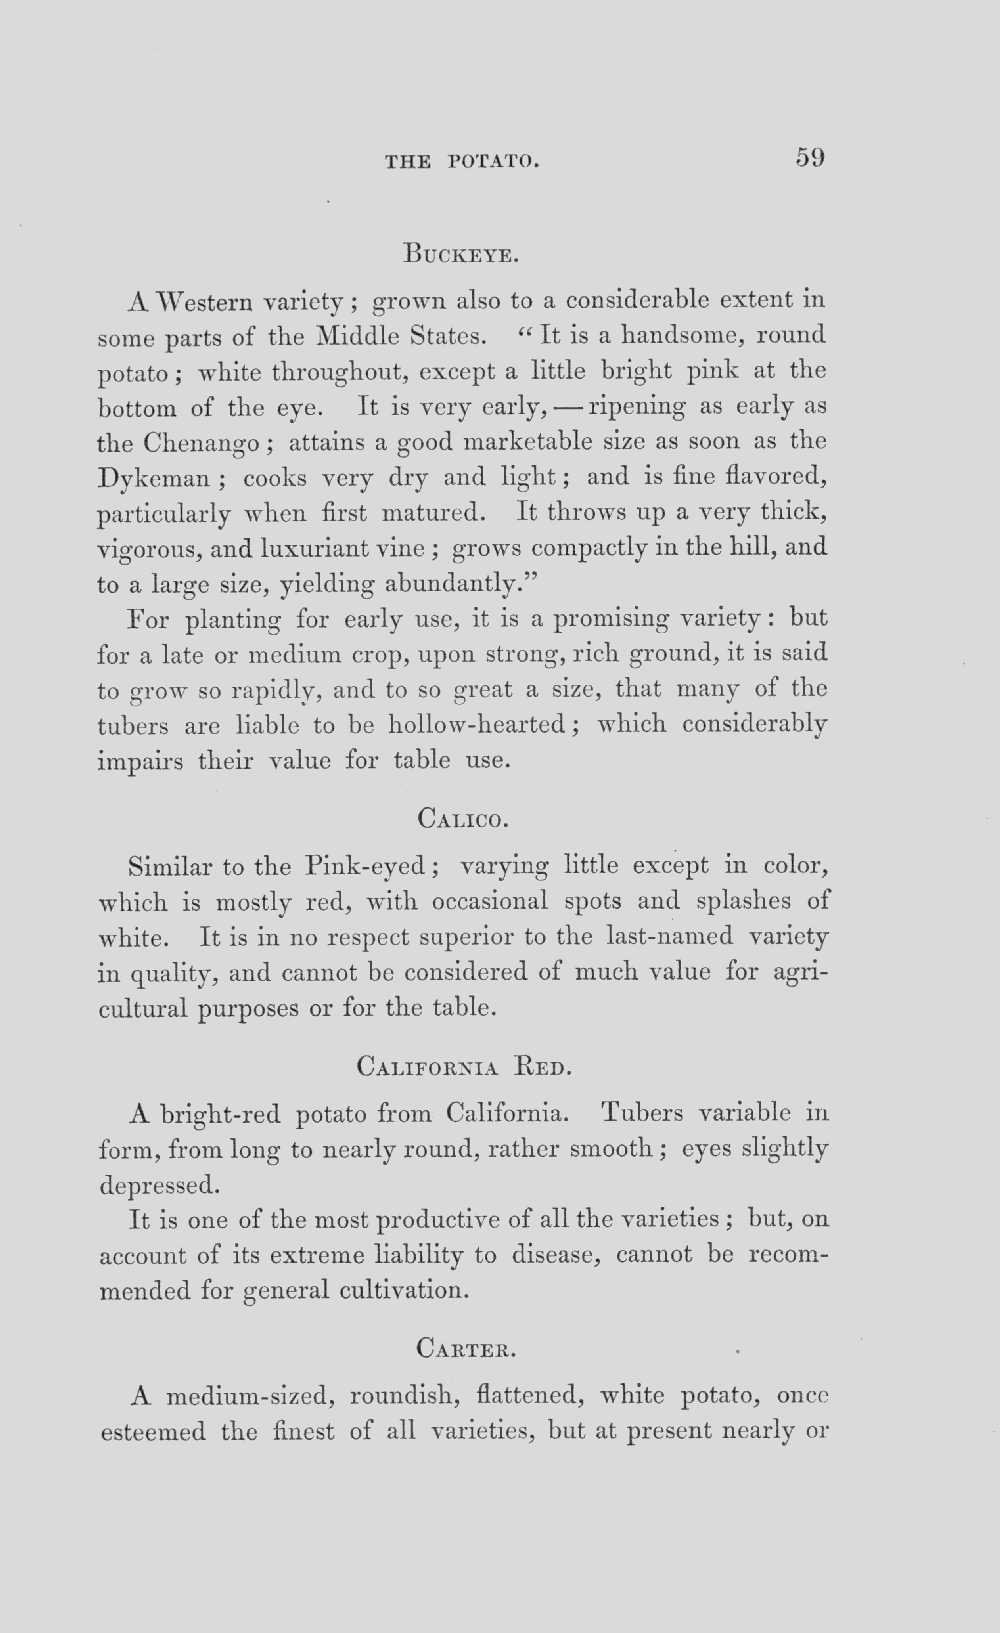 THE POTATO. 59
BUCKEYE.
A Western variety; grown also to a considerable extent in
some parts of the Middle States. “It is a handsome, round
potato; white throughout, except a little bright pink at the
bottom of the eye. It is very early,—ripening as early as
the Chenango; attains a good marketable size as soon as the
Dykeman; cooks very dry and light; and is fine flavored,
particularly when first matured. It throws up a very thick,
vigorous, and luxuriant vine; grows compactly in the hill, and
to a large size, yielding abundantly.”
For planting for early use, it is a promising variety: but
for a late or medium crop, upon strong, rich ground, it is said
to grow so rapidly, and to so great a size, that many of the
tubers are liable to be hollow-hearted; which considerably
impairs their value for table use.
CALICO.
Similar to the Pink-eyed; varying little except in color,
which is mostly red, with occasional spots and splashes of
white. It is in no respect superior to the last-named variety
in quality, and cannot be considered of much value for agri-
cultural purposes or for the table.
CALIFORNIA RED.
A bright-red potato from California. Tubers variable in
form, from long to nearly round, rather smooth; eyes slightly
depressed.
It is one of the most productive of all the varieties; but, on
account of its extreme liability to disease, cannot be recom-
mended for general cultivation.
CARTER.
A medium-sized, roundish, flattened, white potato, once
esteemed the finest of all varieties, but at present nearly or